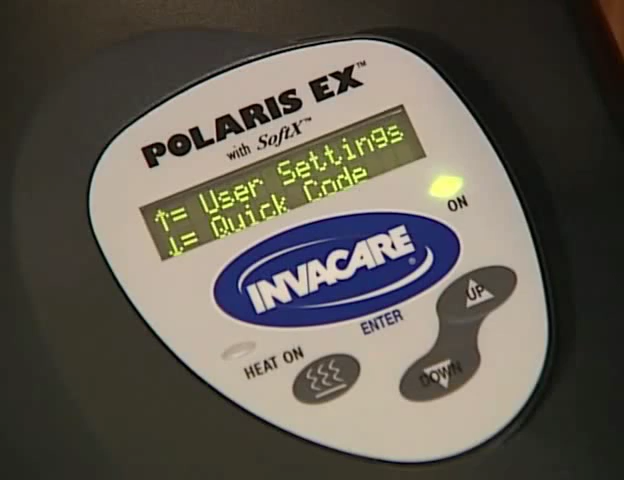 POLARIS EX™
with SoftX™
↑= User Settings
↓= Quick Code
ON
INVACARE®
ENTER
UP
HEAT ON
DOWN